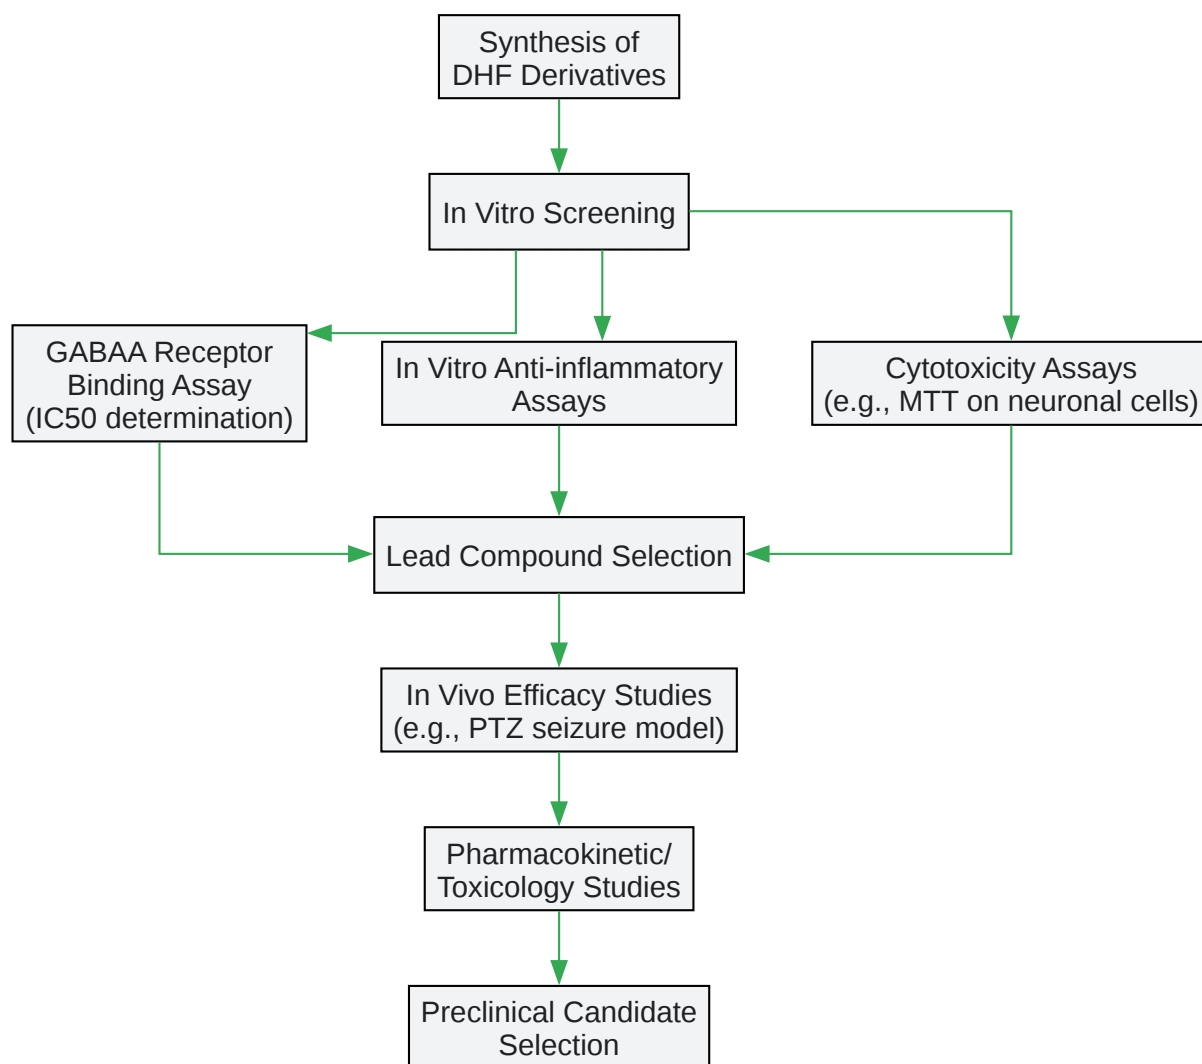 Synthesis of
DHF Derivatives
In Vitro Screening
GABAA Receptor
Binding Assay
(IC50 determination)
In Vitro Anti-inflammatory
Assays
Cytotoxicity Assays
(e.g., MTT on neuronal cells)
Lead Compound Selection
In Vivo Efficacy Studies
(e.g., PTZ seizure model)
Pharmacokinetic/
Toxicology Studies
Preclinical Candidate
Selection